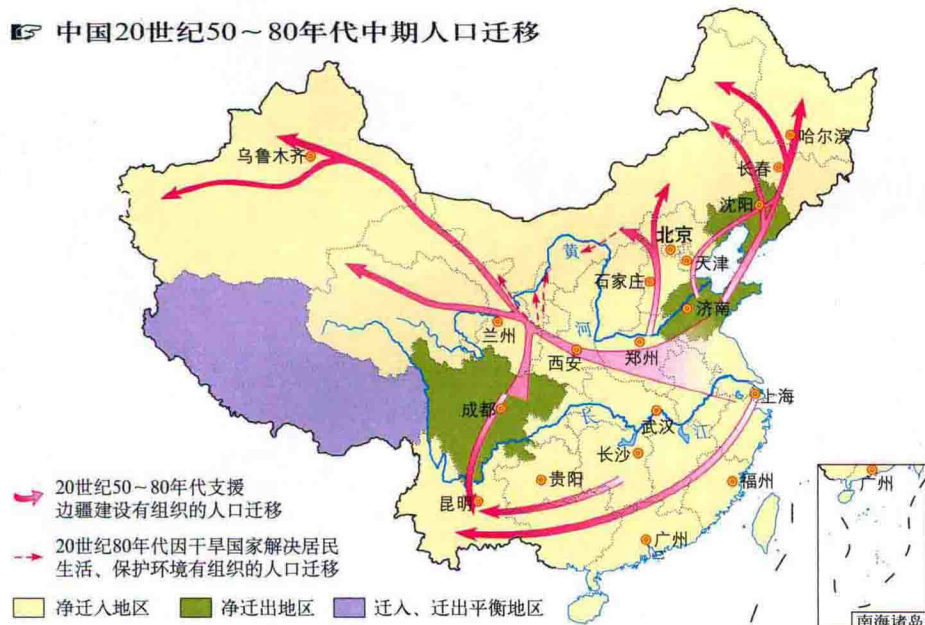 ☞ 中国20世纪50～80年代中期人口迁移
乌鲁木齐
哈尔滨
长春
沈阳
北京
天津
石家庄
济南
黄
河
兰州
西安
郑州
上海
成都
武汉
长
江
长沙
贵阳
福州
昆明
广州
20世纪50～80年代支援
边疆建设有组织的人口迁移
20世纪80年代因干旱国家解决居民
生活、保护环境有组织的人口迁移
净迁入地区
净迁出地区
迁入、迁出平衡地区
广州
南海诸岛